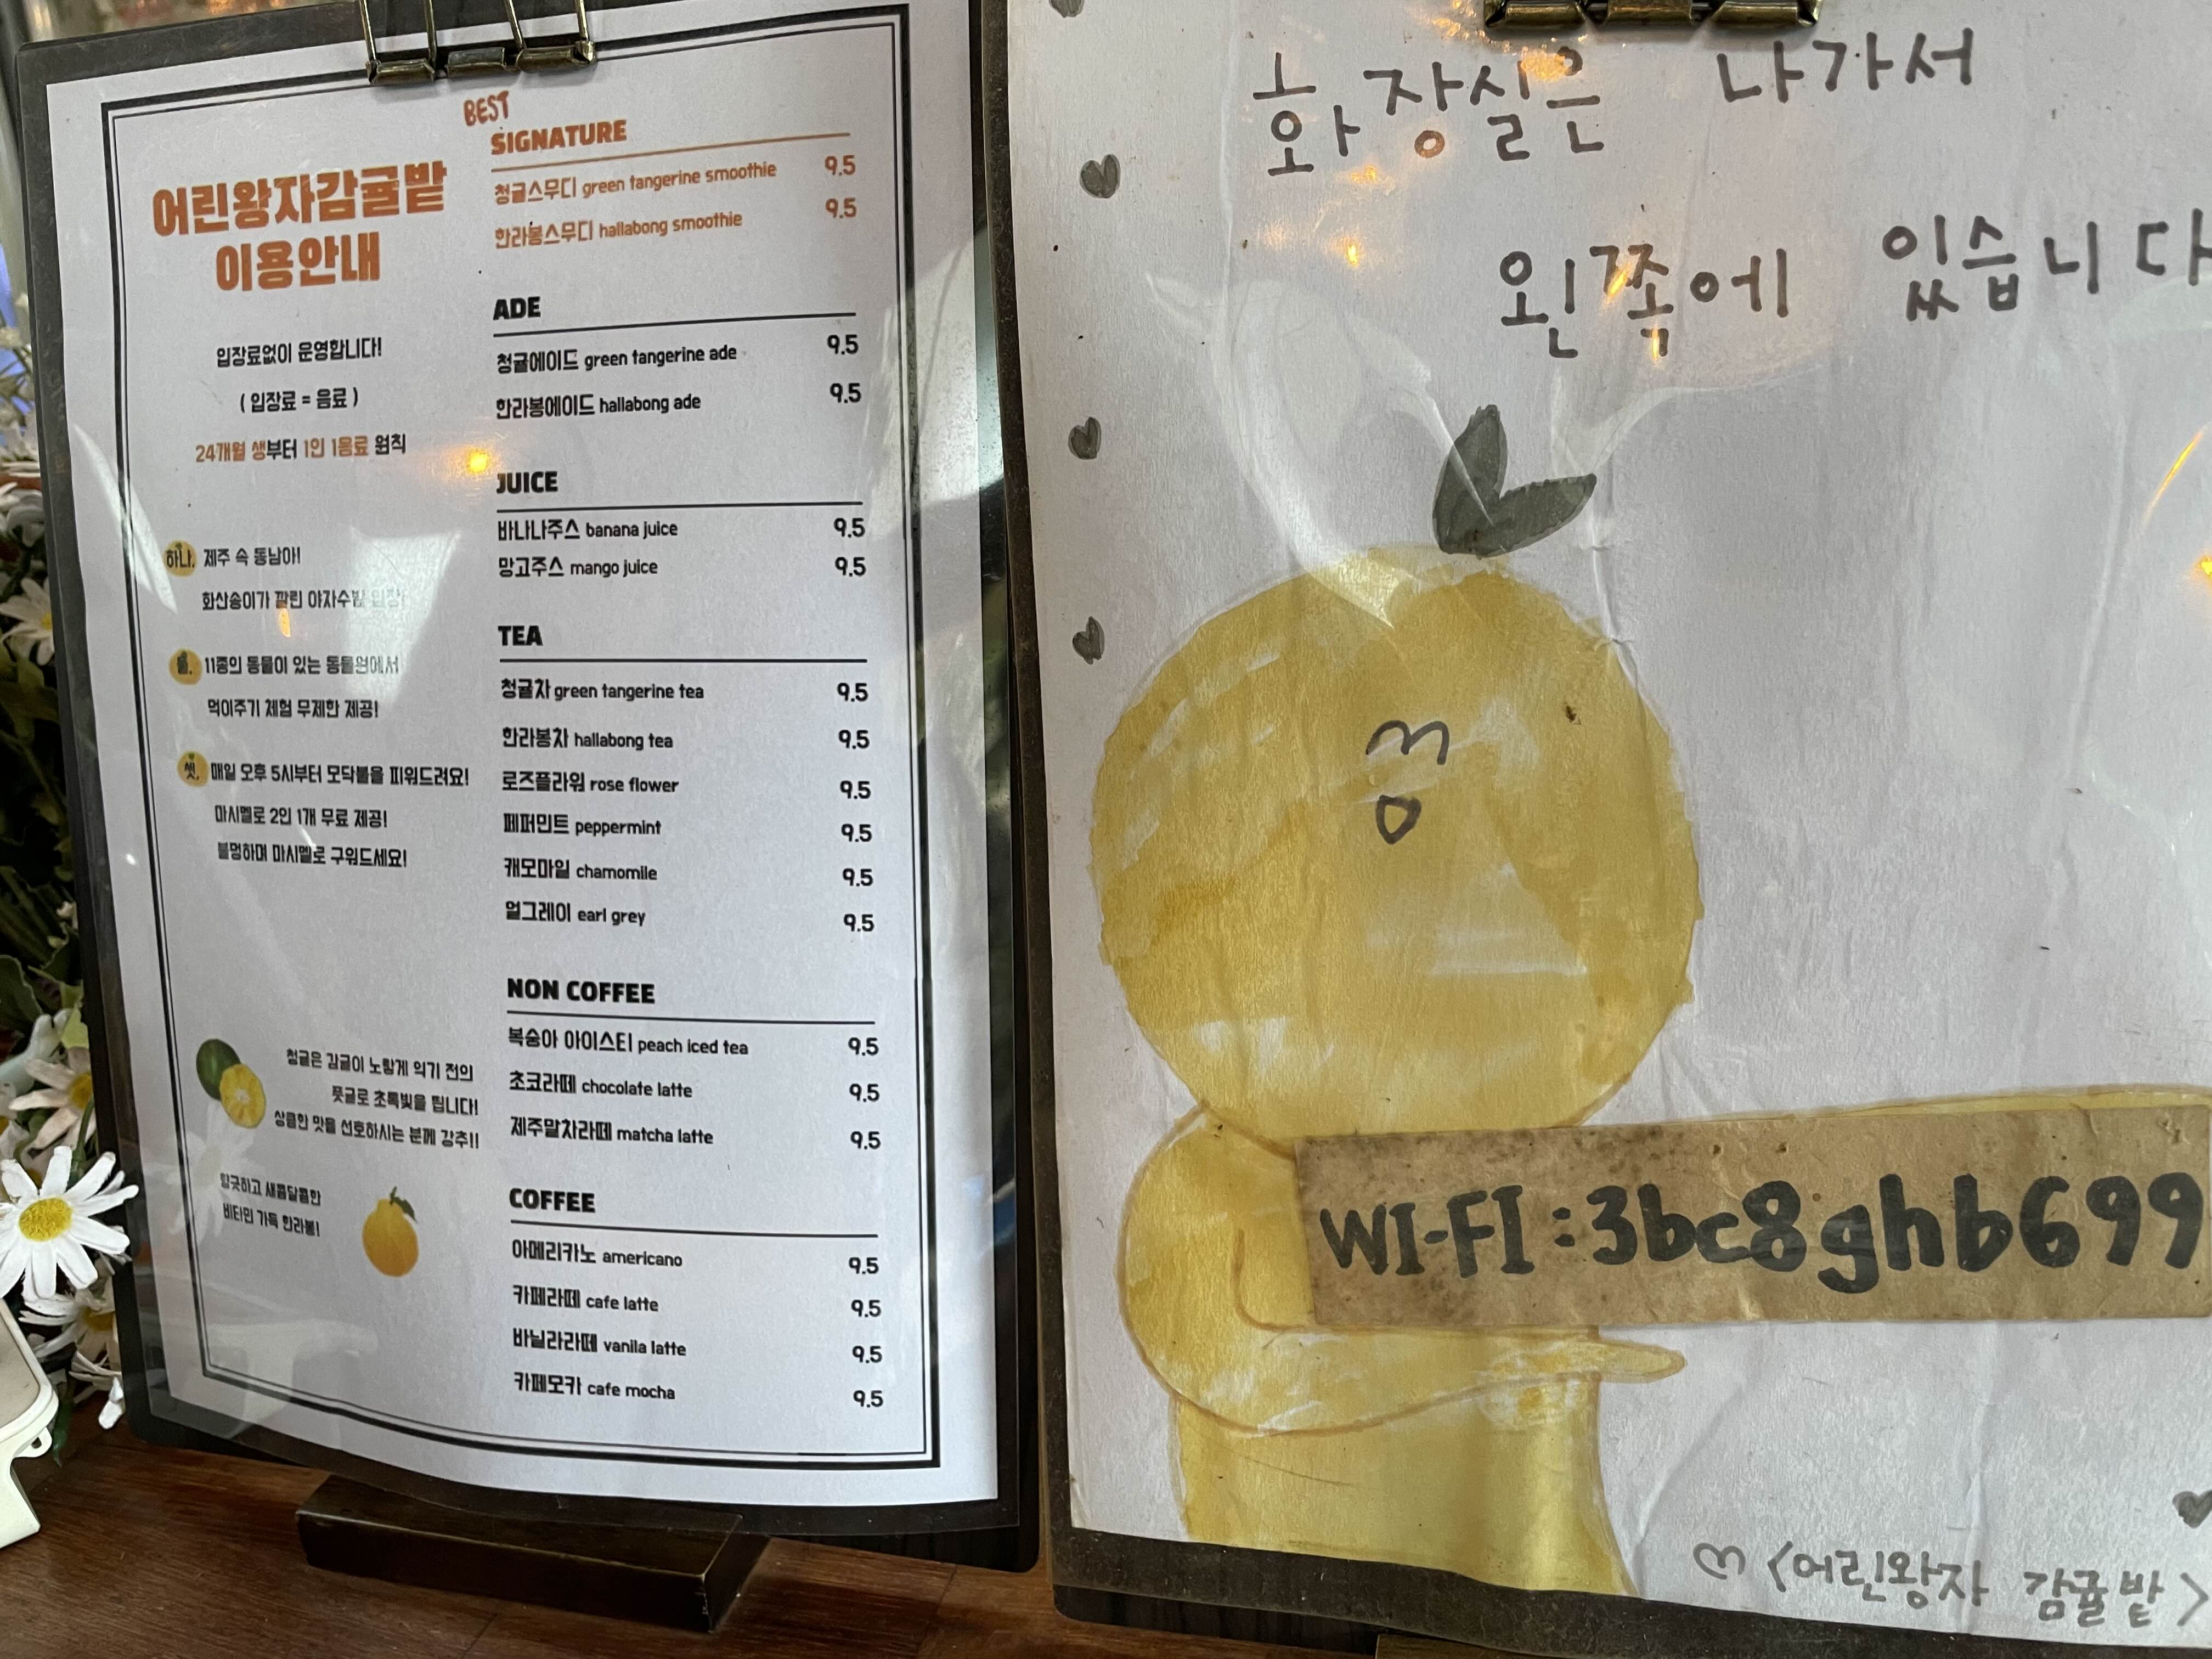 어린왕자감귤밭
이용안내
입장료없이 운영합니다!
( 입장료 = 음료 )
24개월 생부터 1인 1음료 원칙
하나. 제주 속 동남아!
화산송이가 깔린 야자수밭 입장!
둘. 11종의 동물이 있는 동물원에서
먹이주기 체험 무제한 제공!
셋. 매일 오후 5시부터 모닥불을 피워드려요!
마시멜로 2인 1개 무료 제공!
불멍하며 마시멜로 구워드세요!
청귤은 감귤이 노랗게 익기 전의
풋귤로 초록빛을 띕니다!
상큼한 맛을 선호하시는 분께 강추!!
향긋하고 새콤달콤한
비타민 가득 한라봉!
BEST
SIGNATURE
청귤스무디 green tangerine smoothie 9.5
한라봉스무디 hallabong smoothie 9.5
ADE
청귤에이드 green tangerine ade 9.5
한라봉에이드 hallabong ade 9.5
JUICE
바나나주스 banana juice 9.5
망고주스 mango juice 9.5
TEA
청귤차 green tangerine tea 9.5
한라봉차 hallabong tea 9.5
로즈플라워 rose flower 9.5
페퍼민트 peppermint 9.5
캐모마일 chamomile 9.5
얼그레이 earl grey 9.5
NON COFFEE
복숭아 아이스티 peach iced tea 9.5
초코라떼 chocolate latte 9.5
제주말차라떼 matcha latte 9.5
COFFEE
아메리카노 americano 9.5
카페라떼 cafe latte 9.5
바닐라라떼 vanila latte 9.5
카페모카 cafe mocha 9.5
화장실은 나가서
왼쪽에 있습니다
WI-FI : 3bc8ghb699
<어린왕자 감귤밭>